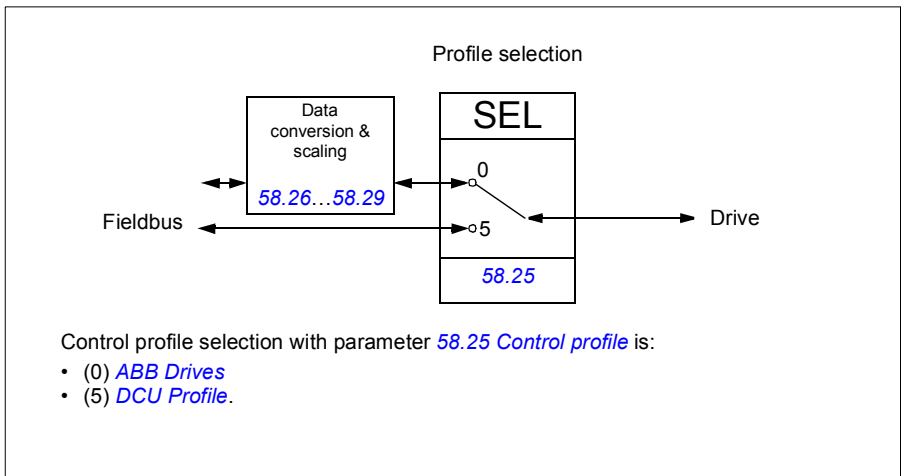 Profile selection
Data
conversion &
scaling
58.26…58.29
SEL
0
5
58.25
Fieldbus
Drive
Control profile selection with parameter 58.25 Control profile is:
• (0) ABB Drives
• (5) DCU Profile.